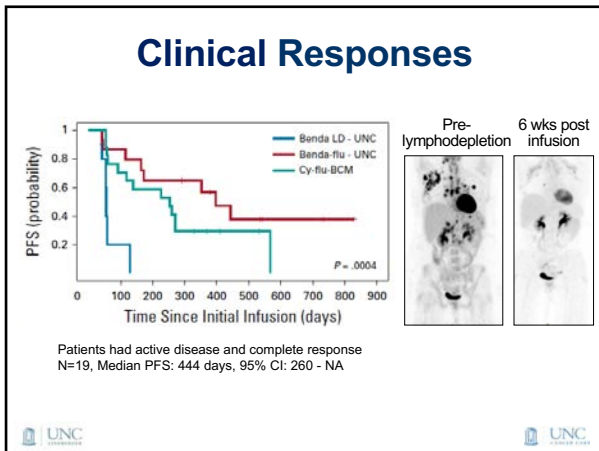 Clinical Responses
Pre-
lymphodepletion
6 wks post
infusion
PFS (probability)
1
0.8
0.6
0.4
0.2
Benda LD - UNC
Benda-flu - UNC
Cy-flu-BCM
P = .0004
100 200 300 400 500 600 700 800 900
Time Since Initial Infusion (days)
Patients had active disease and complete response
N=19, Median PFS: 444 days, 95% CI: 260 - NA
UNC
LINEBERGER
UNC
CANCER CARE